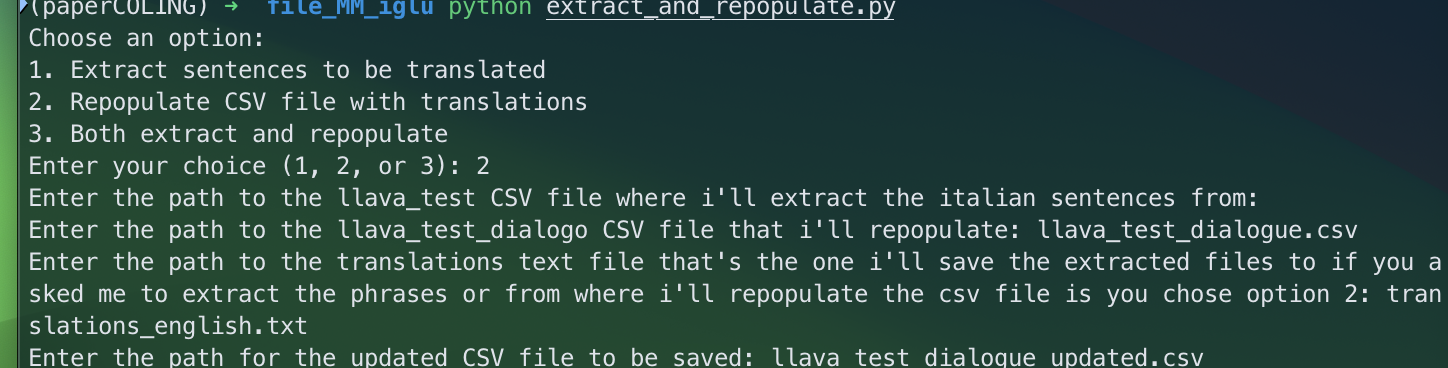 (paperCOLING) → file_MM_iglu python extract_and_repopulate.py
Choose an option:
1. Extract sentences to be translated
2. Repopulate CSV file with translations
3. Both extract and repopulate
Enter your choice (1, 2, or 3): 2
Enter the path to the llava_test CSV file where i'll extract the italian sentences from:
Enter the path to the llava_test_dialogo CSV file that i'll repopulate: llava_test_dialogue.csv
Enter the path to the translations text file that's the one i'll save the extracted files to if you a
sked me to extract the phrases or from where i'll repopulate the csv file is you chose option 2: tran
slations_english.txt
Enter the path for the updated CSV file to be saved: llava_test_dialogue_updated.csv